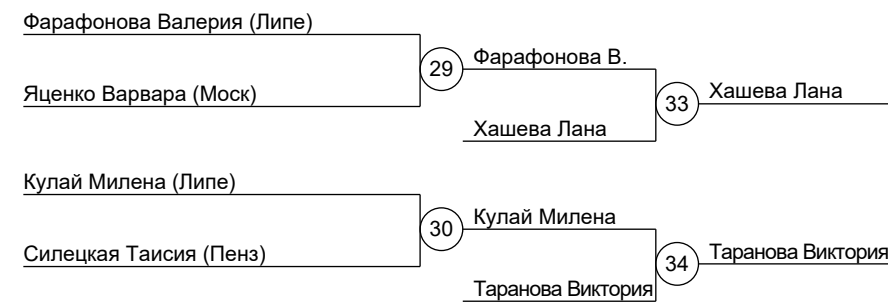 Фарафонова Валерия (Липе)
29
Фарафонова В.
Яценко Варвара (Моск)
33
Хашева Лана
Хашева Лана
Кулай Милена (Липе)
30
Кулай Милена
Силецкая Таисия (Пенз)
34
Таранова Виктория
Таранова Виктория